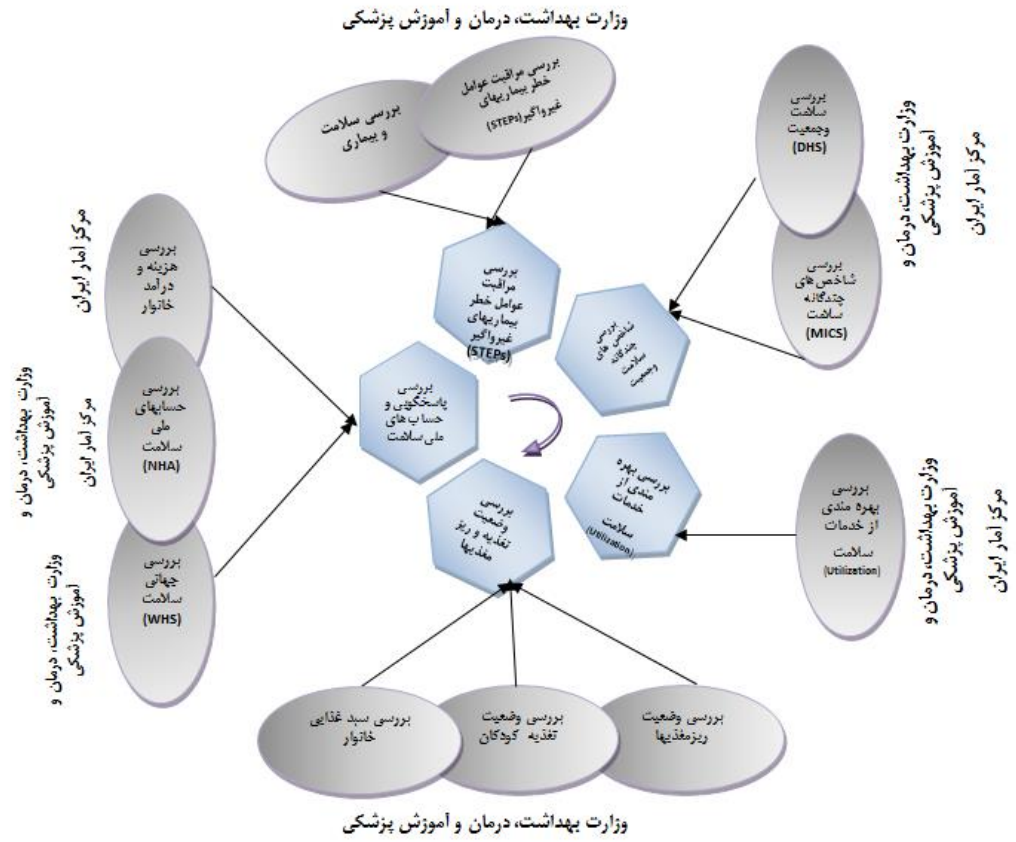 وزارت بهداشت، درمان و آموزش پزشکی
بررسی مراقبت عوامل
خطر بیماریهای
غیرواگیر(STEPs)
بررسی سلامت
و بیماری
بررسی
سلامت
وجمعیت
(DHS)
بررسی
شاخص های
چندگانه
سلامت
(MICS)
وزارت بهداشت، درمان و
آموزش پزشکی
مرکز آمار ایران
بررسی
مراقبت
عوامل خطر
بیماریهای
غیرواگیر
(STEPs)
بررسی
شاخص های
چندگانه
سلامت
وجمعیت
مرکز آمار ایران
بررسی
هزینه و
درآمد
خانوار
بررسی
پاسخگویی و
حساب های
ملی سلامت
بررسی
حسابهای
ملی
سلامت
(NHA)
مرکز آمار ایران
وزارت بهداشت، درمان و
آموزش پزشکی
بررسی بهره
مندی از
خدمات
سلامت
(Utilization)
بررسی
وضعیت
تغذیه و ریز
مغذیها
بررسی
بهره مندی
از خدمات
سلامت
(Utilization)
وزارت بهداشت، درمان و
آموزش پزشکی
مرکز آمار ایران
بررسی
جهانی
سلامت
(WHS)
وزارت بهداشت، درمان و
آموزش پزشکی
بررسی وضعیت
ریزمغذیها
بررسی وضعیت
تغذیه کودکان
بررسی سبد غذایی
خانوار
وزارت بهداشت، درمان و آموزش پزشکی